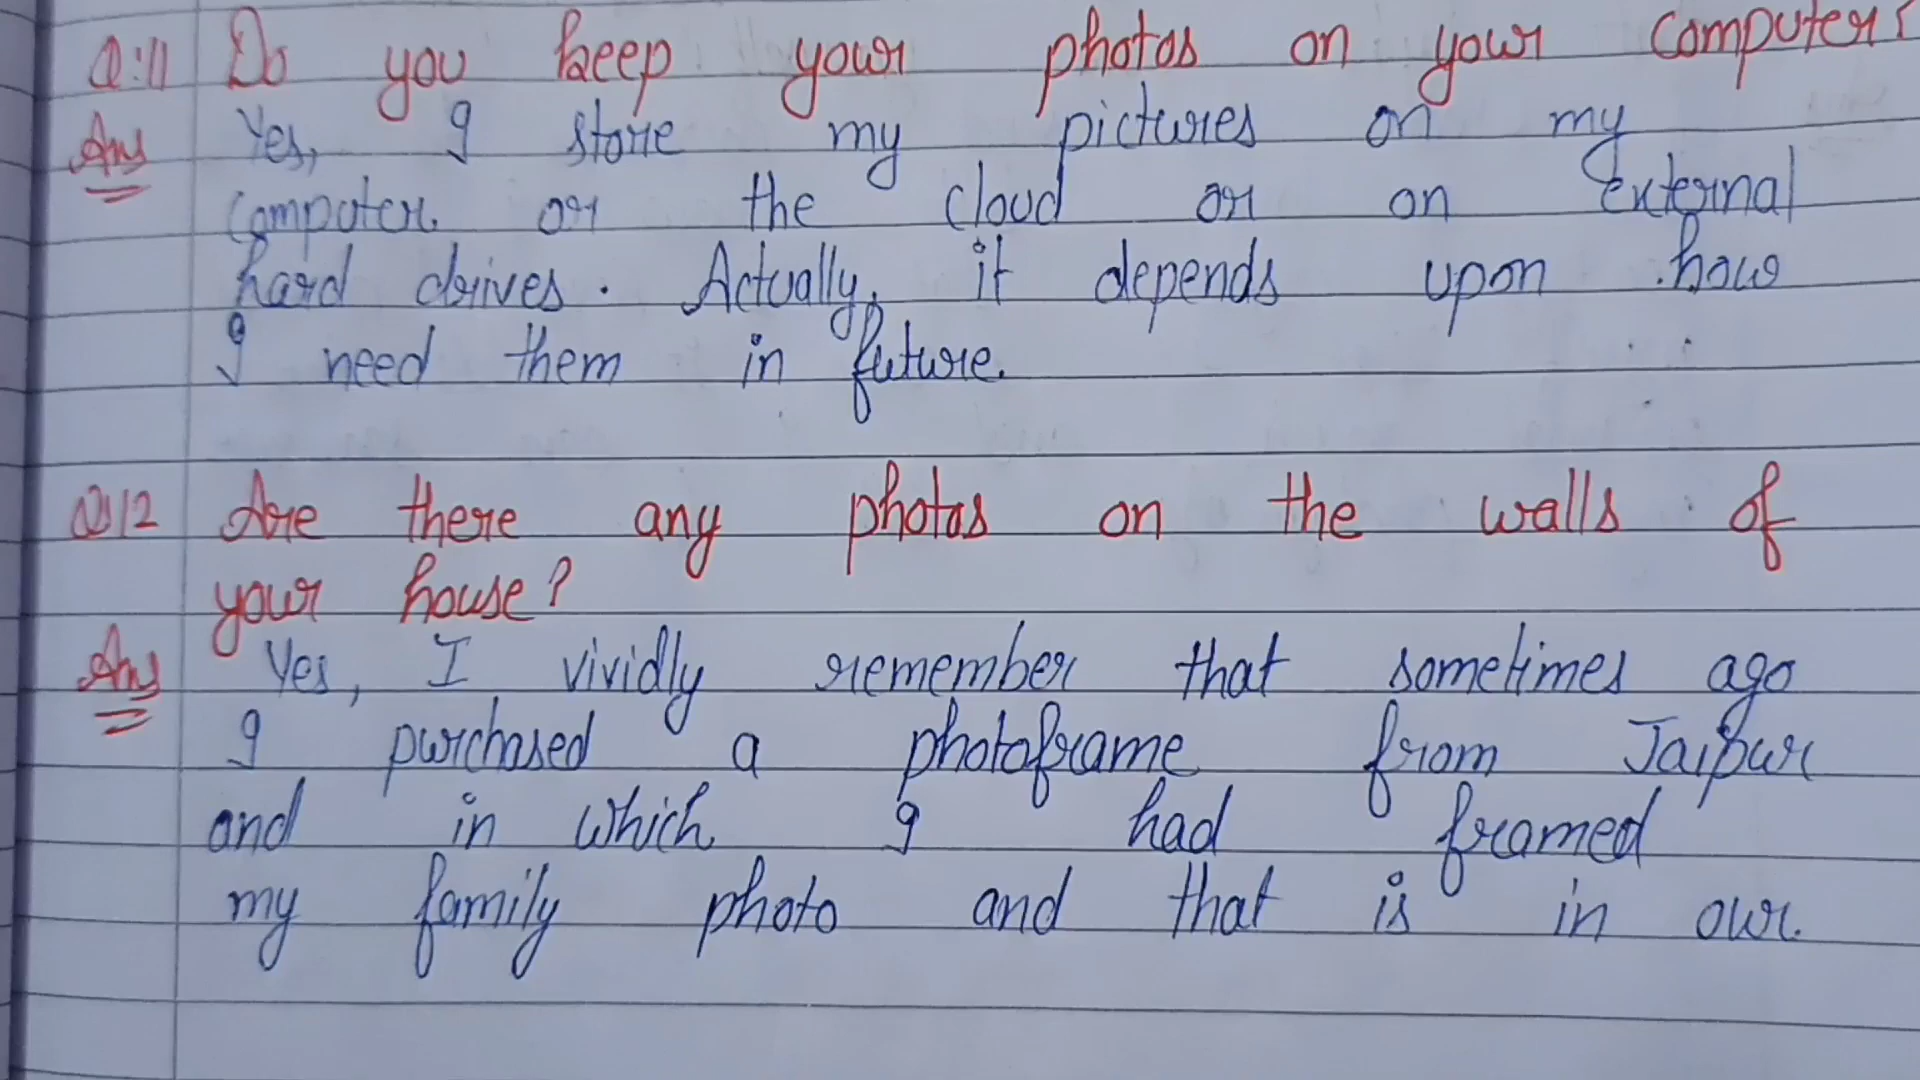 Q:11 Do you keep your photos on your computer?
Ans Yes, I store my pictures on my
computer or the cloud or on external
hard drives. Actually, it depends upon how
I need them in future.
Q12 Are there any photos on the walls of
your house?
Ans Yes, I vividly remember that sometimes ago
I purchased a photoframe from Jaipur
and in which I had framed
my family photo and that is in our